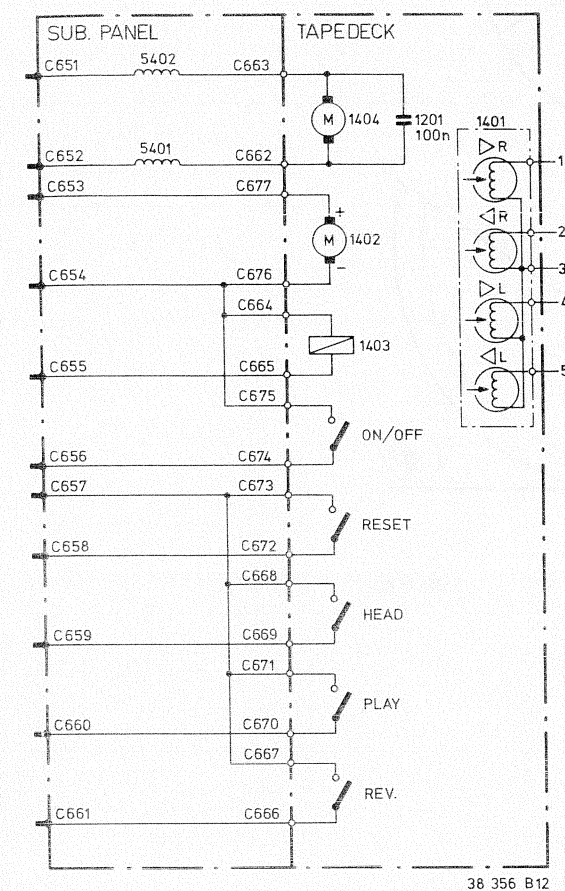 SUB. PANEL
TAPEDECK
C651
5402
C663
M
1404
1201
100n
1401
R
1
C652
5401
C662
C653
C677
R
2
+
M
1402
3
-
C654
C676
L
4
C664
1403
C655
C665
L
5
C675
ON/OFF
C656
C674
C657
C673
RESET
C658
C672
C668
HEAD
C659
C669
C671
PLAY
C660
C670
C667
REV.
C661
C666
38 356 B12